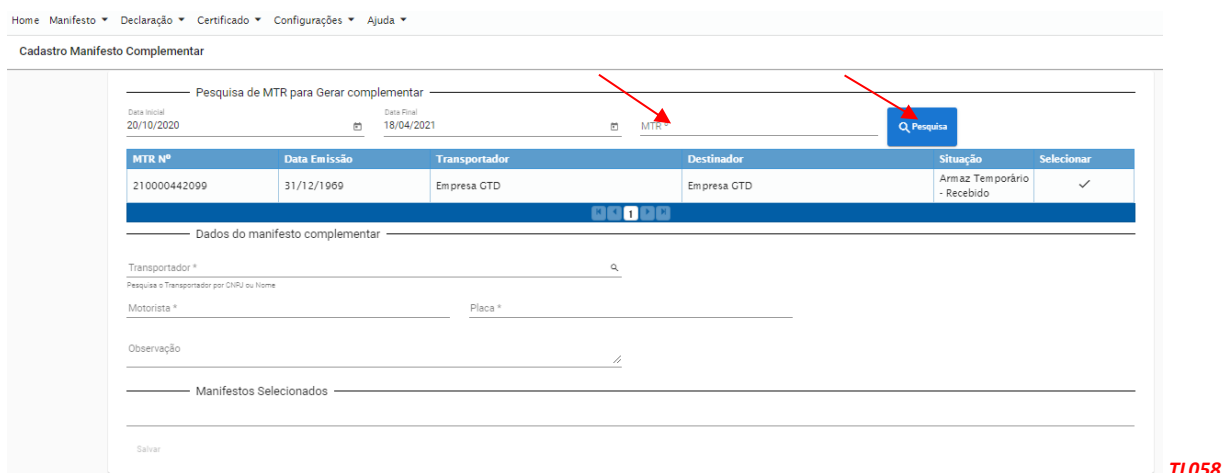 Home Manifesto Declaração Certificado Configurações Ajuda
Cadastro Manifesto Complementar
Pesquisa de MTR para Gerar complementar
Data Inicial Data Final
20/10/2020 18/04/2021 MTR * Pesquisa
MTR Nº Data Emissão Transportador Destinador Situação Selecionar
210000442099 31/12/1969 Empresa GTD Empresa GTD Armaz Temporário
- Recebido
1
Dados do manifesto complementar
Transportador *
Pesquisa o Transportador por CNPJ ou Nome
Motorista * Placa *
Observação
Manifestos Selecionados
Salvar
TL058